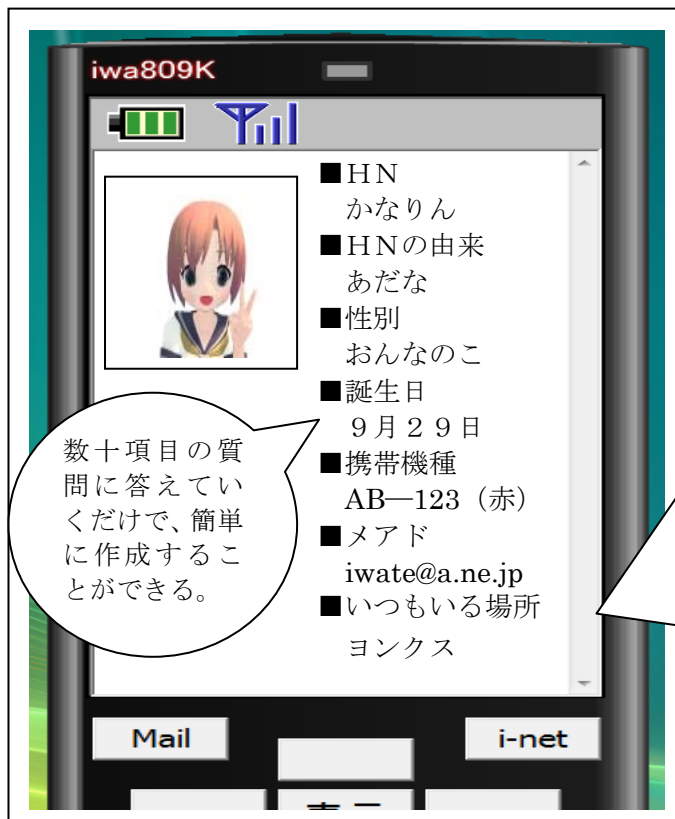 iwa809K
■ＨＮ
かなりん
■ＨＮの由来
あだな
■性別
おんなのこ
■誕生日
９月２９日
■携帯機種
AB―123（赤）
■メアド
iwate@a.ne.jp
■いつもいる場所
ヨンクス
数十項目の質
問に答えてい
くだけで、簡単
に作成するこ
とができる。
Mail
i-net